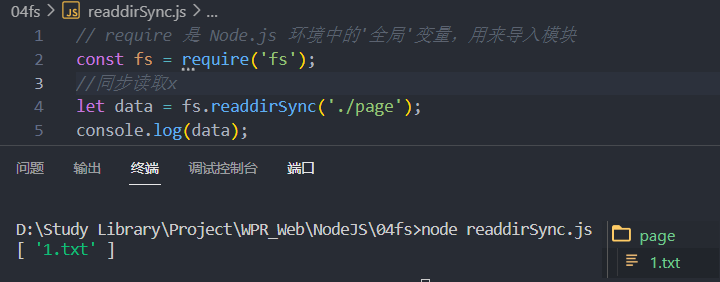 04fs > JS readdirSync.js > ...
1 // require 是 Node.js 环境中的'全局'变量，用来导入模块
2 const fs = require('fs');
3 //同步读取x
4 let data = fs.readdirSync('./page');
5 console.log(data);
问题 输出 终端 调试控制台 端口
D:\Study Library\Project\WPR_Web\NodeJS\04fs>node readdirSync.js
[ '1.txt' ]
page
1.txt